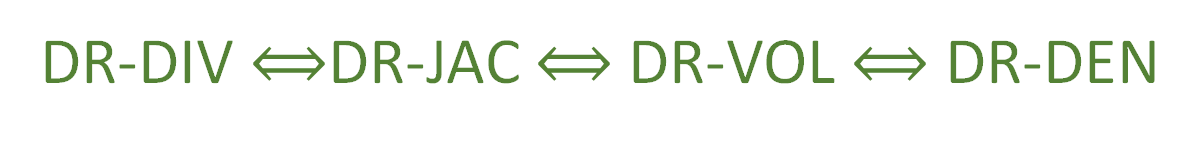 DR-DIV ⟺DR-JAC ⟺ DR-VOL ⟺ DR-DEN